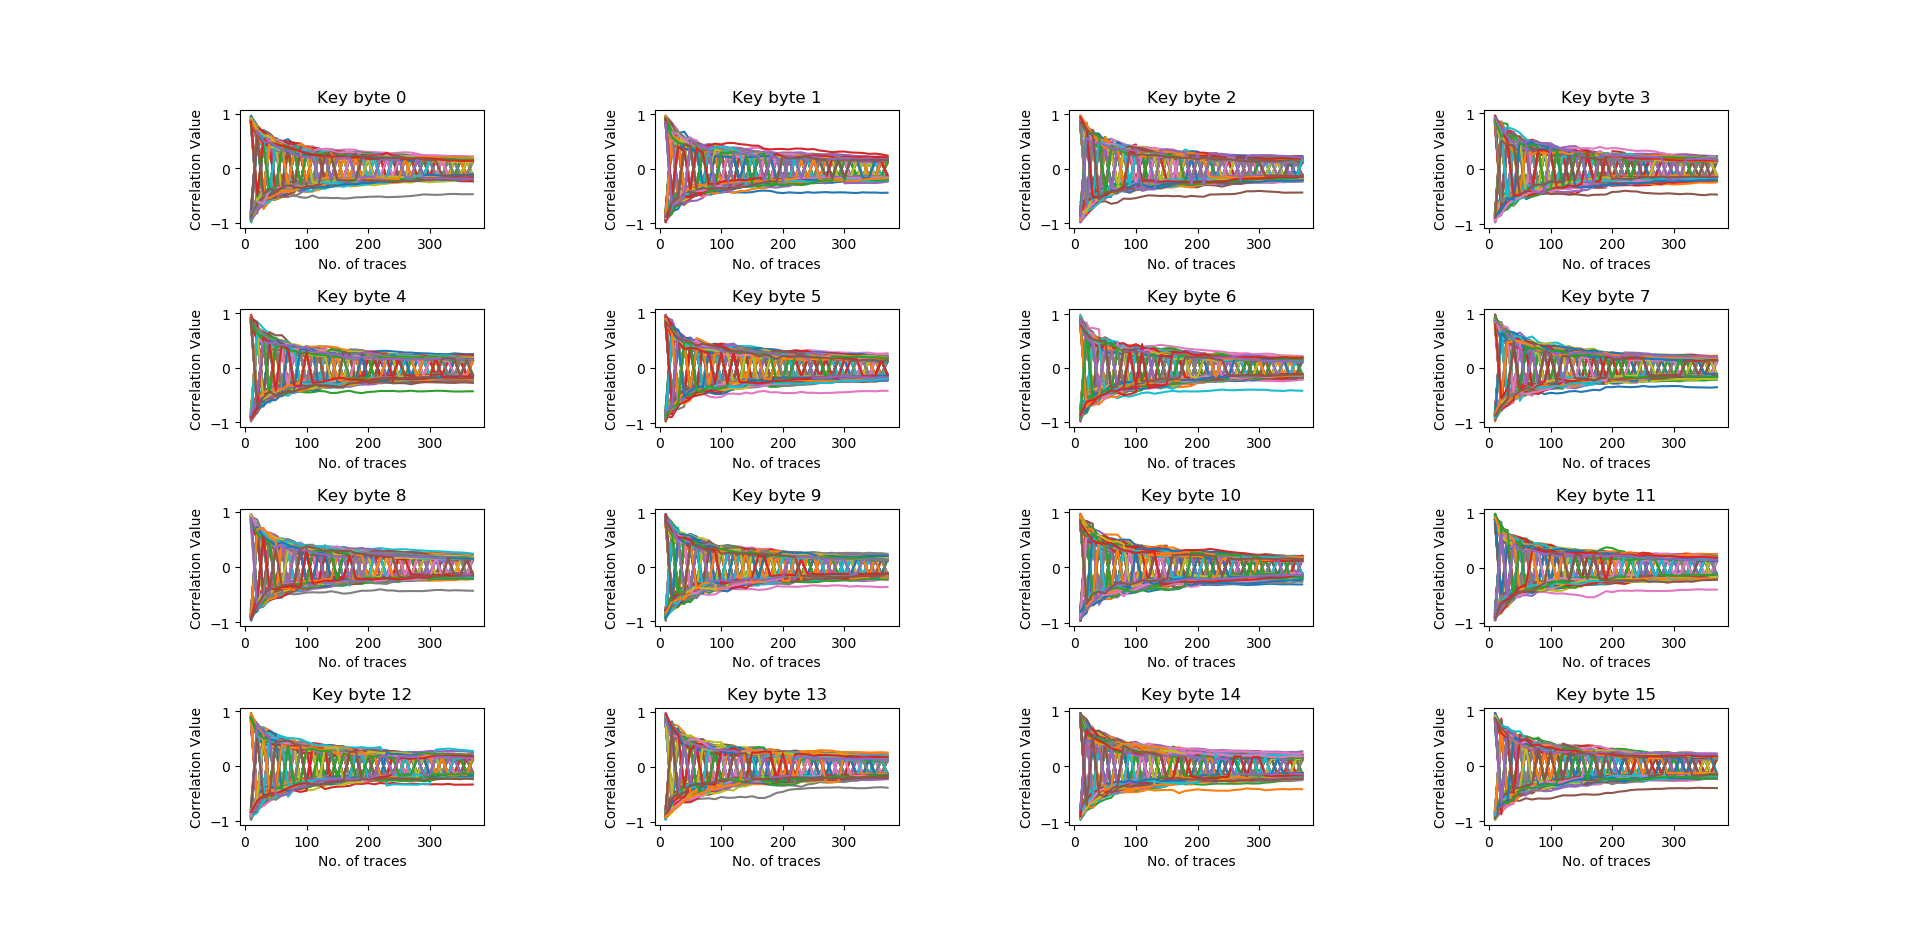 Key byte 0
Correlation Value
1
0
−1
0 100 200 300
No. of traces
Key byte 1
Correlation Value
1
0
−1
0 100 200 300
No. of traces
Key byte 2
Correlation Value
1
0
−1
0 100 200 300
No. of traces
Key byte 3
Correlation Value
1
0
−1
0 100 200 300
No. of traces
Key byte 4
Correlation Value
1
0
−1
0 100 200 300
No. of traces
Key byte 5
Correlation Value
1
0
−1
0 100 200 300
No. of traces
Key byte 6
Correlation Value
1
0
−1
0 100 200 300
No. of traces
Key byte 7
Correlation Value
1
0
−1
0 100 200 300
No. of traces
Key byte 8
Correlation Value
1
0
−1
0 100 200 300
No. of traces
Key byte 9
Correlation Value
1
0
−1
0 100 200 300
No. of traces
Key byte 10
Correlation Value
1
0
−1
0 100 200 300
No. of traces
Key byte 11
Correlation Value
1
0
−1
0 100 200 300
No. of traces
Key byte 12
Correlation Value
1
0
−1
0 100 200 300
No. of traces
Key byte 13
Correlation Value
1
0
−1
0 100 200 300
No. of traces
Key byte 14
Correlation Value
1
0
−1
0 100 200 300
No. of traces
Key byte 15
Correlation Value
1
0
−1
0 100 200 300
No. of traces